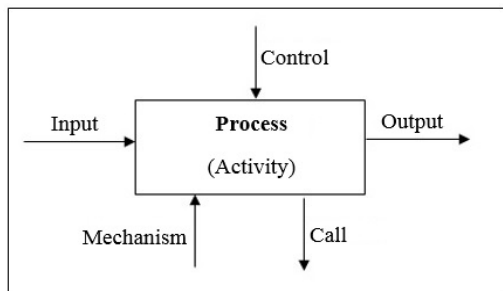 Control
Input
Process
Output
(Activity)
Mechanism
Call